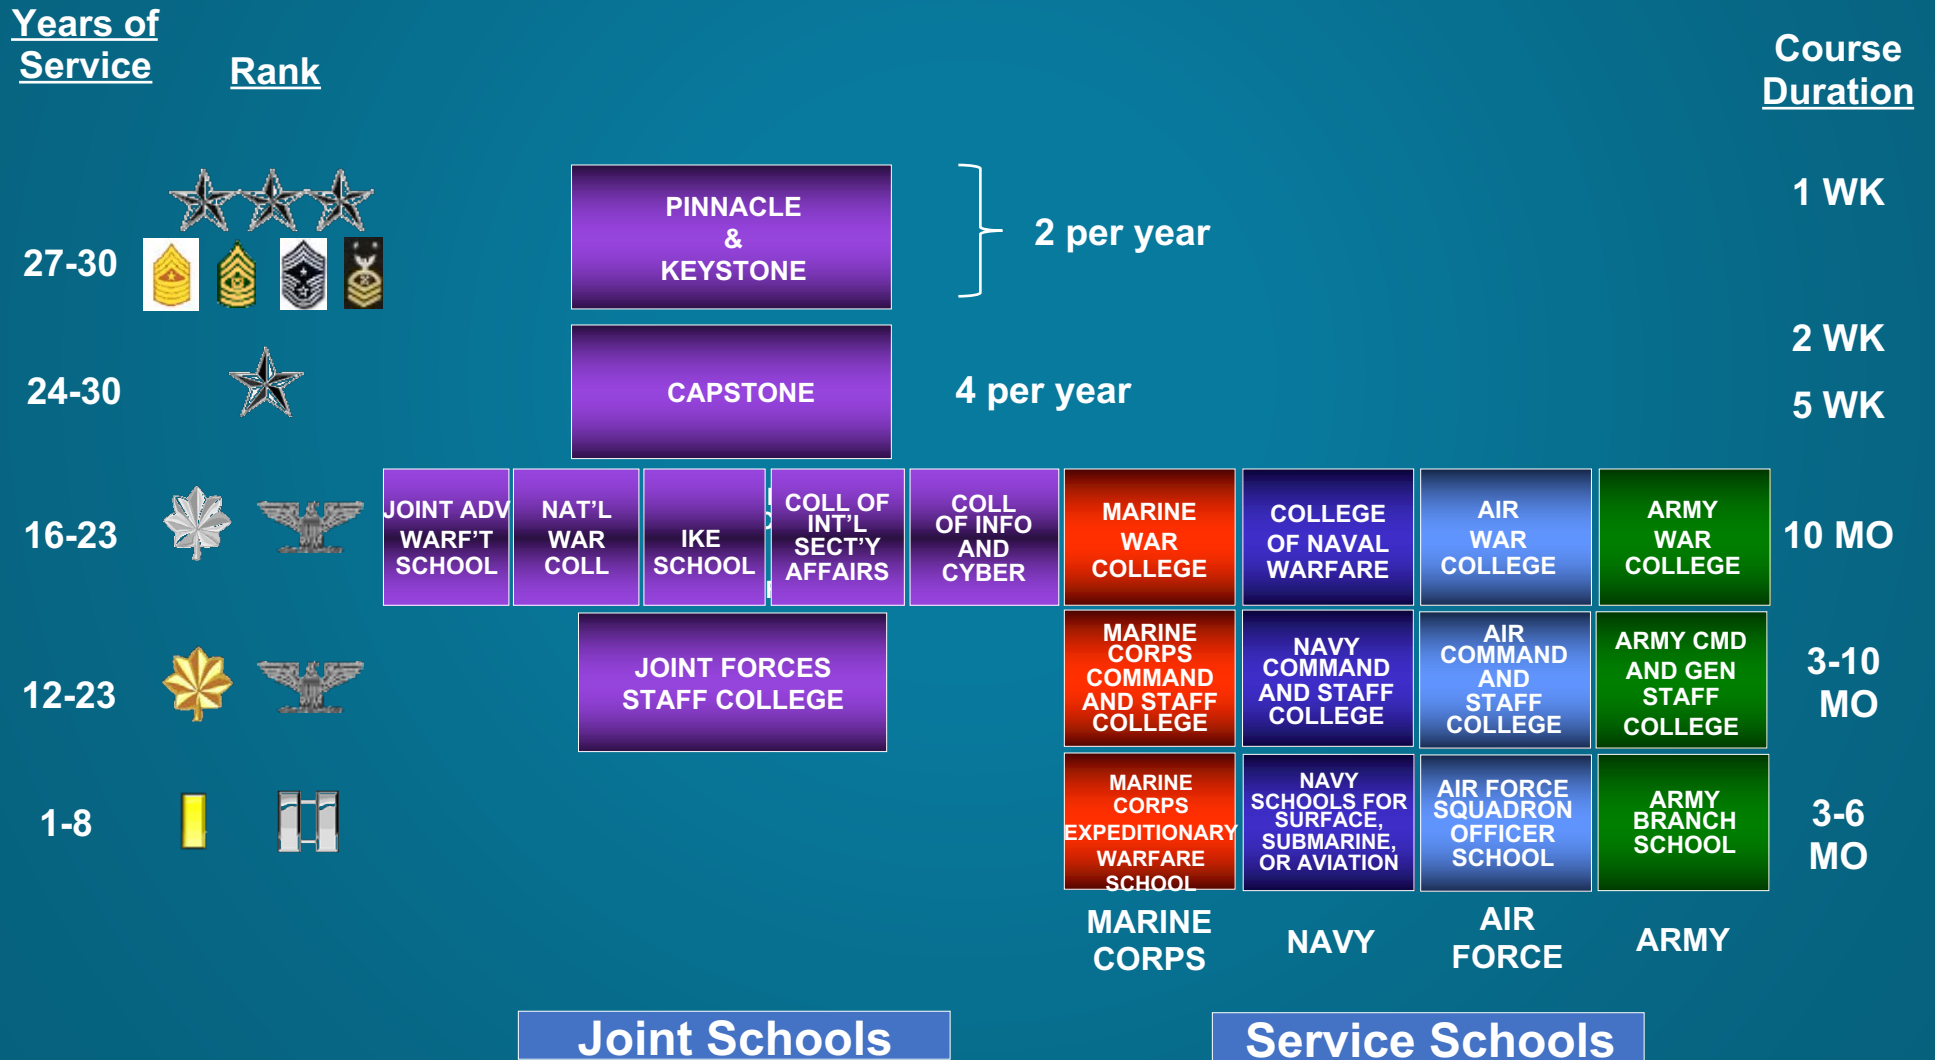 Years of
Service
Rank
Course
Duration
27-30
PINNACLE
&
KEYSTONE
2 per year
1 WK
2 WK
24-30
CAPSTONE
4 per year
5 WK
16-23
JOINT ADV
WARF'T
SCHOOL
NAT'L
WAR
COLL
IKE
SCHOOL
COLL OF
INT'L
SECT'Y
AFFAIRS
COLL
OF INFO
AND
CYBER
MARINE
WAR
COLLEGE
COLLEGE
OF NAVAL
WARFARE
AIR
WAR
COLLEGE
ARMY
WAR
COLLEGE
10 MO
12-23
JOINT FORCES
STAFF COLLEGE
MARINE
CORPS
COMMAND
AND STAFF
COLLEGE
NAVY
COMMAND
AND STAFF
COLLEGE
AIR
COMMAND
AND
STAFF
COLLEGE
ARMY CMD
AND GEN
STAFF
COLLEGE
3-10
MO
1-8
MARINE
CORPS
EXPEDITIONARY
WARFARE
SCHOOL
NAVY
SCHOOLS FOR
SURFACE,
SUBMARINE,
OR AVIATION
AIR FORCE
SQUADRON
OFFICER
SCHOOL
ARMY
BRANCH
SCHOOL
3-6
MO
MARINE
CORPS
NAVY
AIR
FORCE
ARMY
Joint Schools
Service Schools